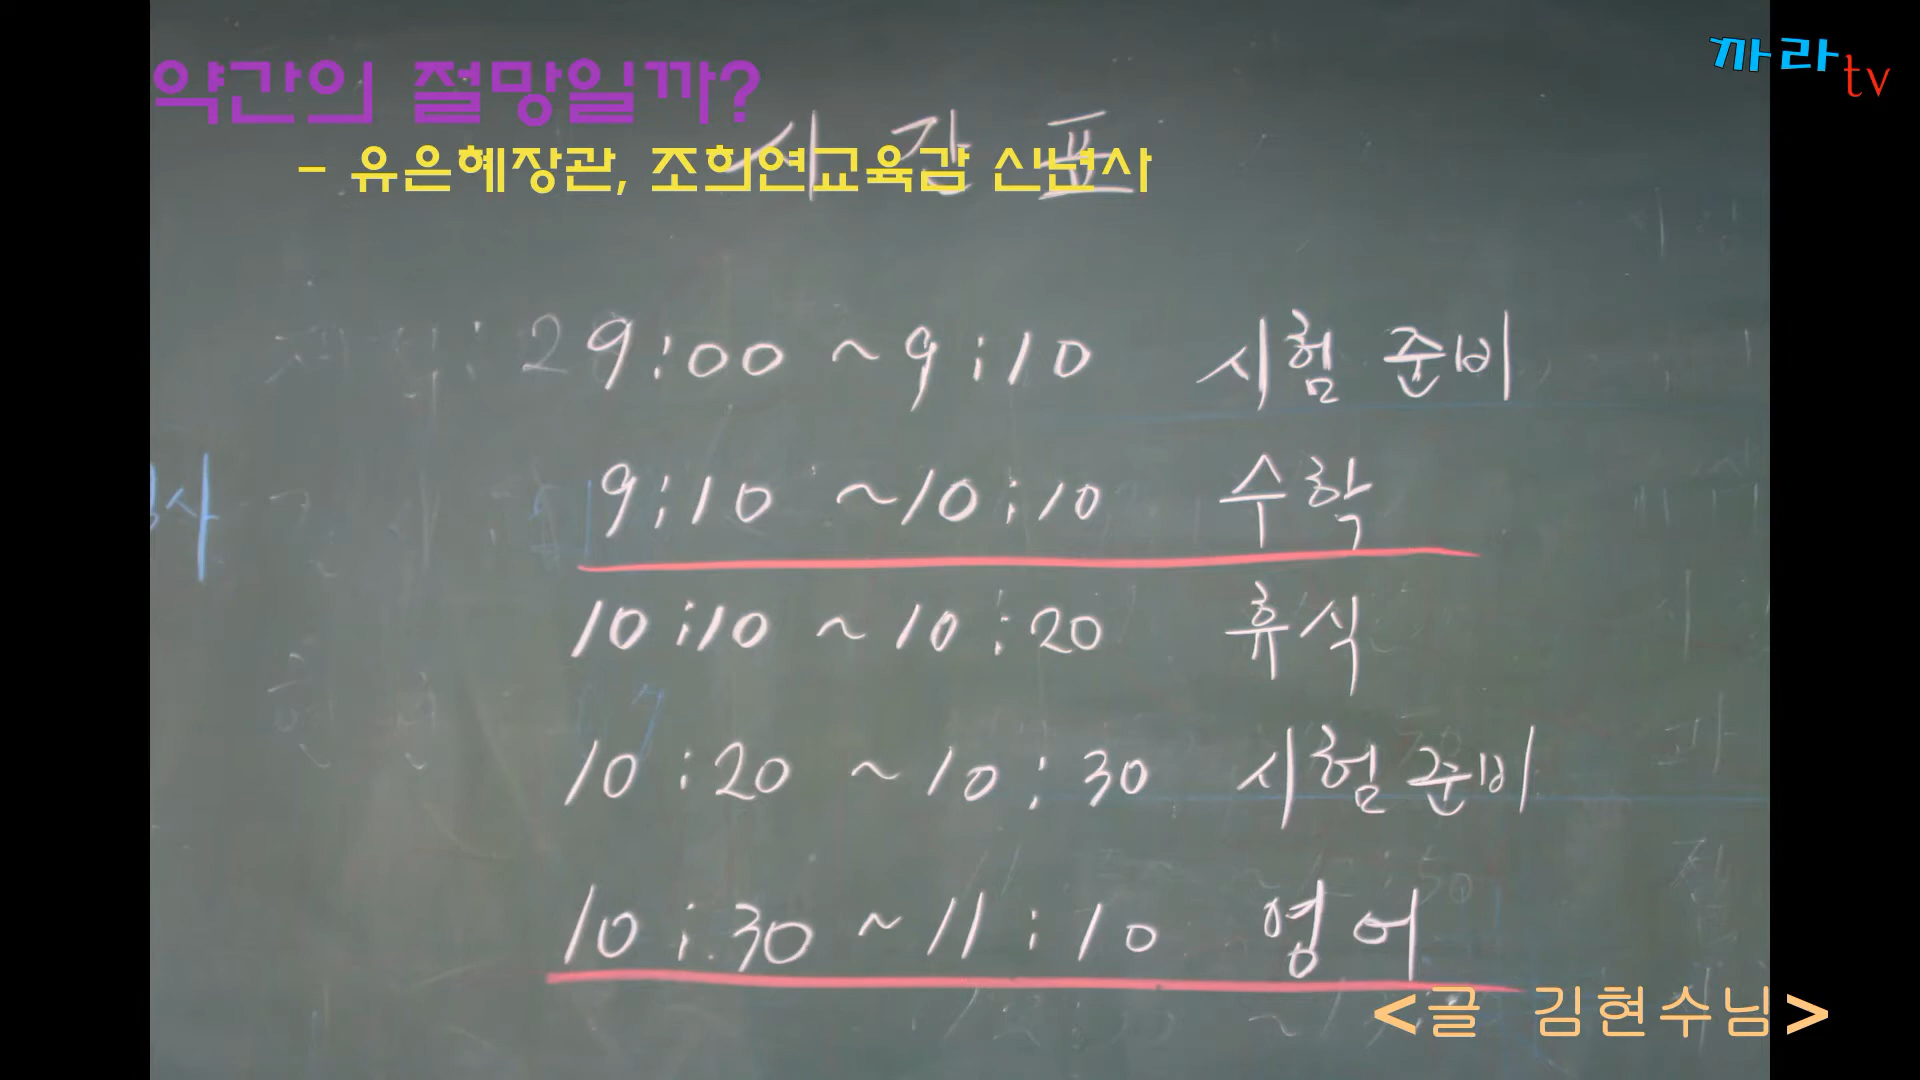 약간의 절망일까?
까라tv
- 유은혜장관, 조희연교육감 신년사
시간표
9:00 ~ 9:10 시험 준비
9:10 ~ 10:10 수학
10:10 ~ 10:20 휴식
10:20 ~ 10:30 시험 준비
10:30 ~ 11:10 영어
<글 김현수님>